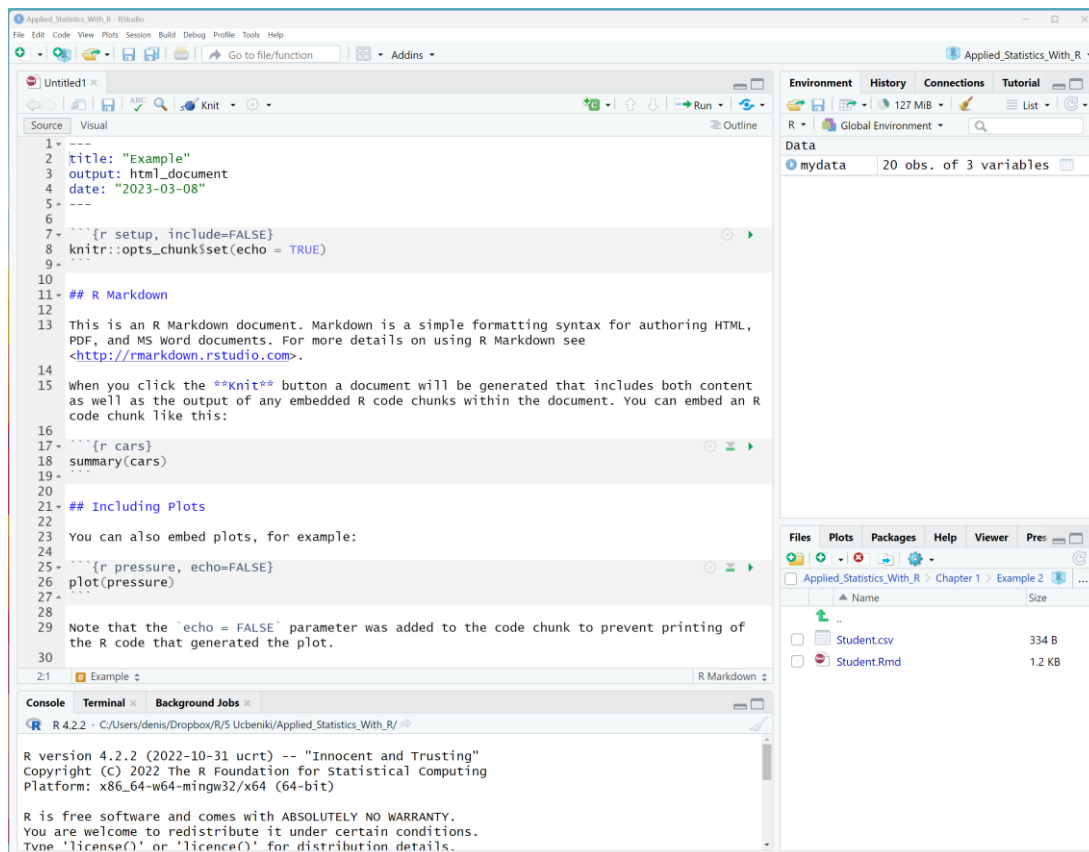 Applied_Statistics_With_R - RStudio
File Edit Code View Plots Session Build Debug Profile Tools Help
Go to file/function
Addins
Applied_Statistics_With_R
Untitled1
ABC
Knit
Run
Source Visual
Outline
1 ---
2 title: "Example"
3 output: html_document
4 date: "2023-03-08"
5 ---
6
7 ```{r setup, include=FALSE}
8 knitr::opts_chunk$set(echo = TRUE)
9 ```
10
11 ## R Markdown
12
13 This is an R Markdown document. Markdown is a simple formatting syntax for authoring HTML,
PDF, and MS Word documents. For more details on using R Markdown see
<http://rmarkdown.rstudio.com>.
14
15 When you click the **Knit** button a document will be generated that includes both content
as well as the output of any embedded R code chunks within the document. You can embed an R
code chunk like this:
16
17 ```{r cars}
18 summary(cars)
19 ```
20
21 ## Including Plots
22
23 You can also embed plots, for example:
24
25 ```{r pressure, echo=FALSE}
26 plot(pressure)
27 ```
28
29 Note that the `echo = FALSE` parameter was added to the code chunk to prevent printing of
the R code that generated the plot.
30
2:1 Example
R Markdown
Console Terminal Background Jobs
R 4.2.2 · C:/Users/denis/Dropbox/R/5 Ucbeniki/Applied_Statistics_With_R/
R version 4.2.2 (2022-10-31 ucrt) -- "Innocent and Trusting"
Copyright (C) 2022 The R Foundation for Statistical Computing
Platform: x86_64-w64-mingw32/x64 (64-bit)
R is free software and comes with ABSOLUTELY NO WARRANTY.
You are welcome to redistribute it under certain conditions.
Type 'license()' or 'licence()' for distribution details.
Environment History Connections Tutorial
127 MiB
List
R Global Environment
Data
mydata 20 obs. of 3 variables
Files Plots Packages Help Viewer Pres
Applied_Statistics_With_R > Chapter 1 > Example 2 ...
Name Size
..
Student.csv 334 B
Student.Rmd 1.2 KB